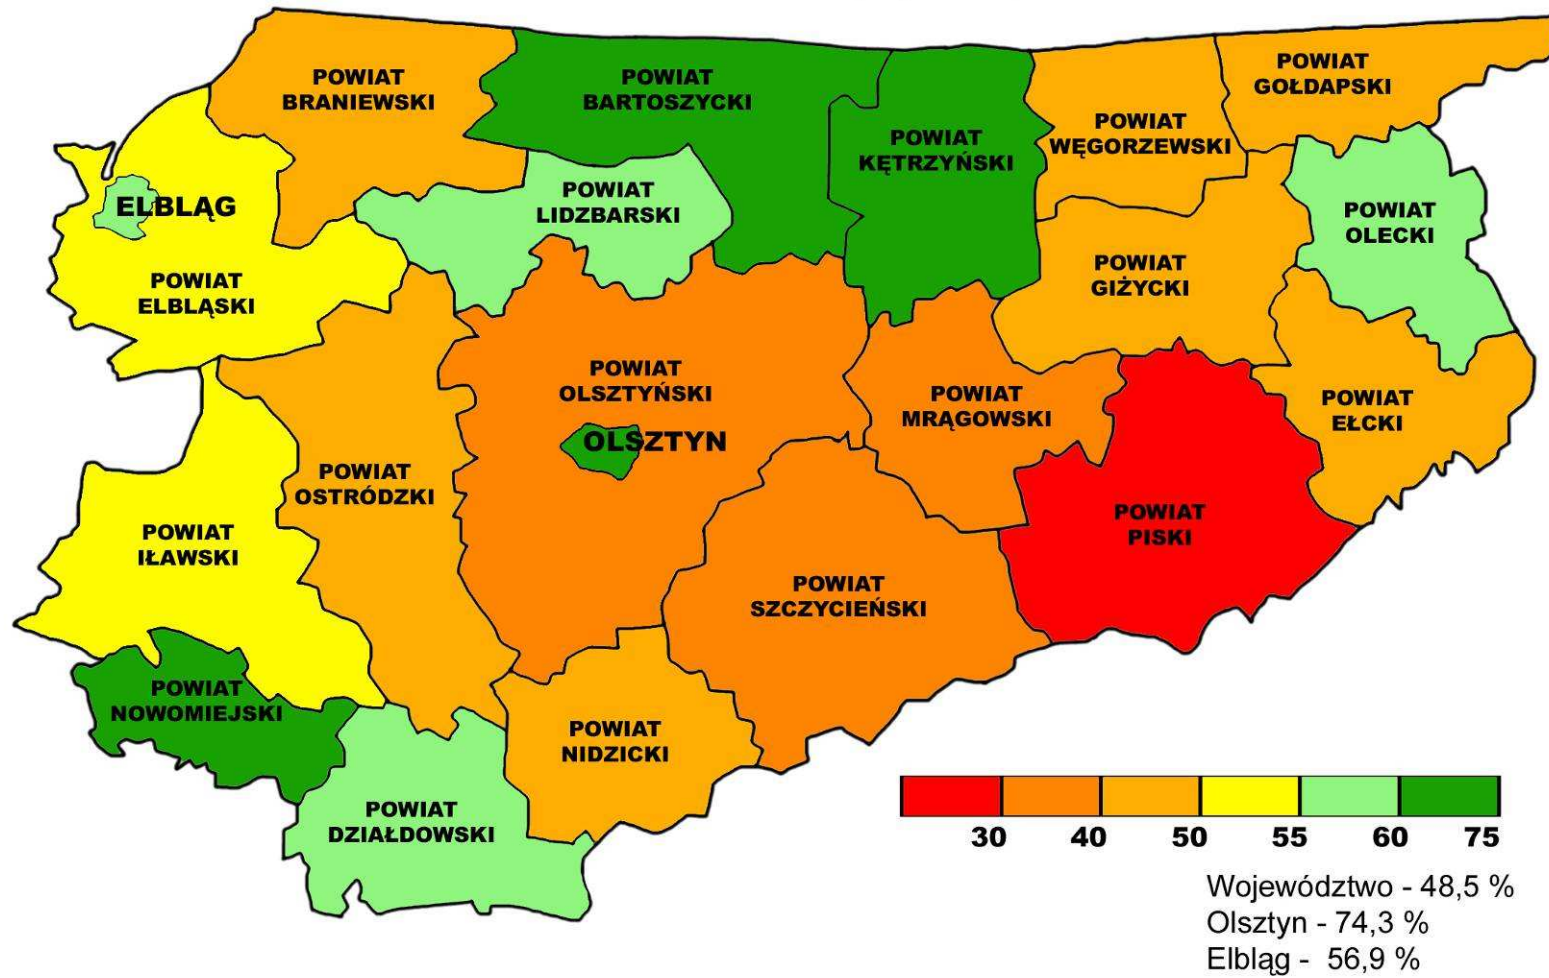 POWIAT
BRANIEWSKI
POWIAT
BARTOSZYCKI
POWIAT
KĘTRZYŃSKI
POWIAT
WĘGORZEWSKI
POWIAT
GOŁDAPSKI
ELBLĄG
POWIAT
LIDZBARSKI
POWIAT
OLECKI
POWIAT
ELBLĄSKI
POWIAT
GIŻYCKI
POWIAT
OLSZTYŃSKI
OLSZTYN
POWIAT
MRĄGOWSKI
POWIAT
EŁCKI
POWIAT
OSTRÓDZKI
POWIAT
IŁAWSKI
POWIAT
PISKI
POWIAT
SZCZYCIEŃSKI
POWIAT
NOWOMIEJSKI
POWIAT
NIDZICKI
POWIAT
DZIAŁDOWSKI
30 40 50 55 60 75
Województwo - 48,5 %
Olsztyn - 74,3 %
Elbląg - 56,9 %